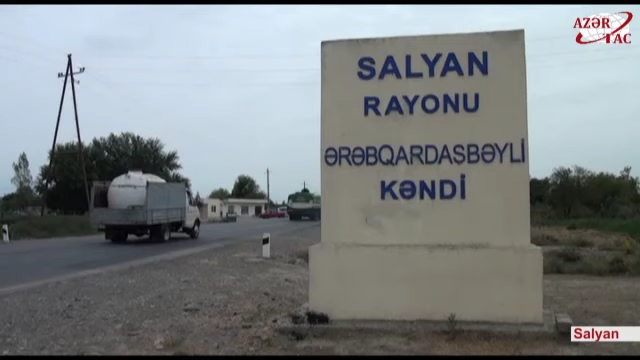 AZƏR
TAC
SALYAN
RAYONU
ƏRƏBQARDAŞBƏYLİ
KƏNDİ
Salyan